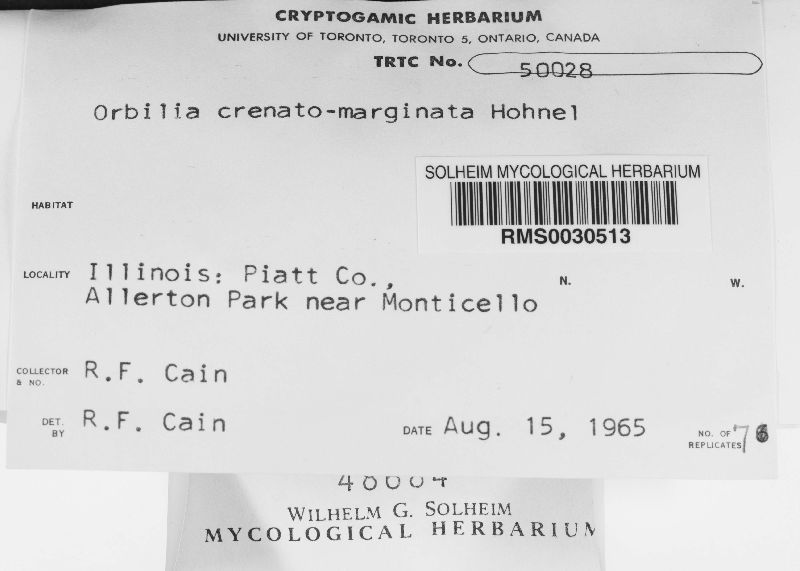 CRYPTOGAMIC HERBARIUM
UNIVERSITY OF TORONTO, TORONTO 5, ONTARIO, CANADA
TRTC No. 50028
Orbilia crenato-marginata Hohnel
SOLHEIM MYCOLOGICAL HERBARIUM
RMS0030513
HABITAT
LOCALITY Illinois: Piatt Co., N. W.
Allerton Park near Monticello
COLLECTOR & NO. R.F. Cain
DET. BY R.F. Cain
DATE Aug. 15, 1965
NO. OF REPLICATES 7
WILHELM G. SOLHEIM
MYCOLOGICAL HERBARIUM